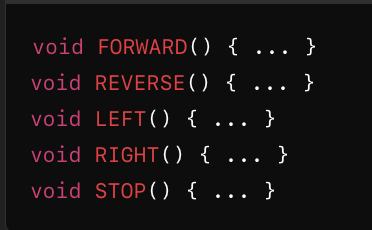 void FORWARD() { ... }
void REVERSE() { ... }
void LEFT() { ... }
void RIGHT() { ... }
void STOP() { ... }